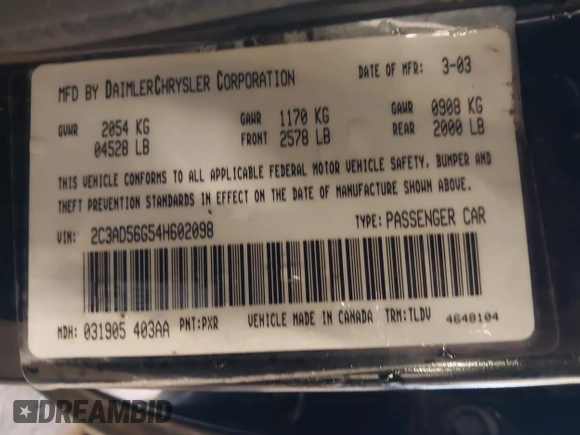 MFD BY DAIMLERCHRYSLER CORPORATION DATE OF MFR: 3-03
GVWR 2054 KG GAWR 1170 KG GAWR 0908 KG
04528 LB FRONT 2578 LB REAR 2000 LB
THIS VEHICLE CONFORMS TO ALL APPLICABLE FEDERAL MOTOR VEHICLE SAFETY, BUMPER AND
THEFT PREVENTION STANDARDS IN EFFECT ON THE DATE OF MANUFACTURE SHOWN ABOVE.
VIN: 2C3AD56G54H602098 TYPE: PASSENGER CAR
MDH: 031905 403AA PNT:PXR VEHICLE MADE IN CANADA TRM:TLDV 4648104
DREAMBID